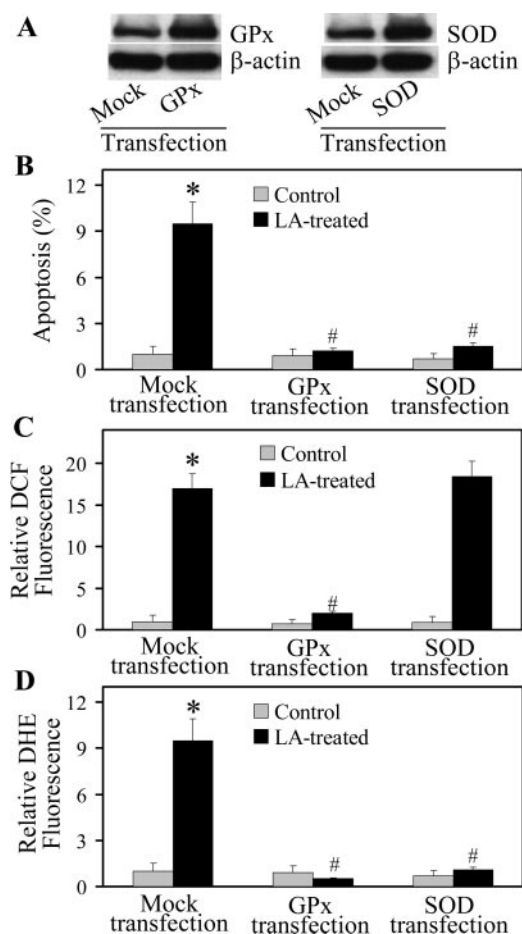 A
GPx
β-actin
Mock GPx
Transfection
SOD
β-actin
Mock SOD
Transfection
B
Apoptosis (%)
12
9
6
3
0
Control
LA-treated
*
#
#
Mock transfection
GPx transfection
SOD transfection
C
Relative DCF
Fluorescence
20
15
10
5
0
Control
LA-treated
*
#
Mock transfection
GPx transfection
SOD transfection
D
Relative DHE
Fluorescence
12
9
6
3
0
Control
LA-treated
*
#
#
Mock transfection
GPx transfection
SOD transfection